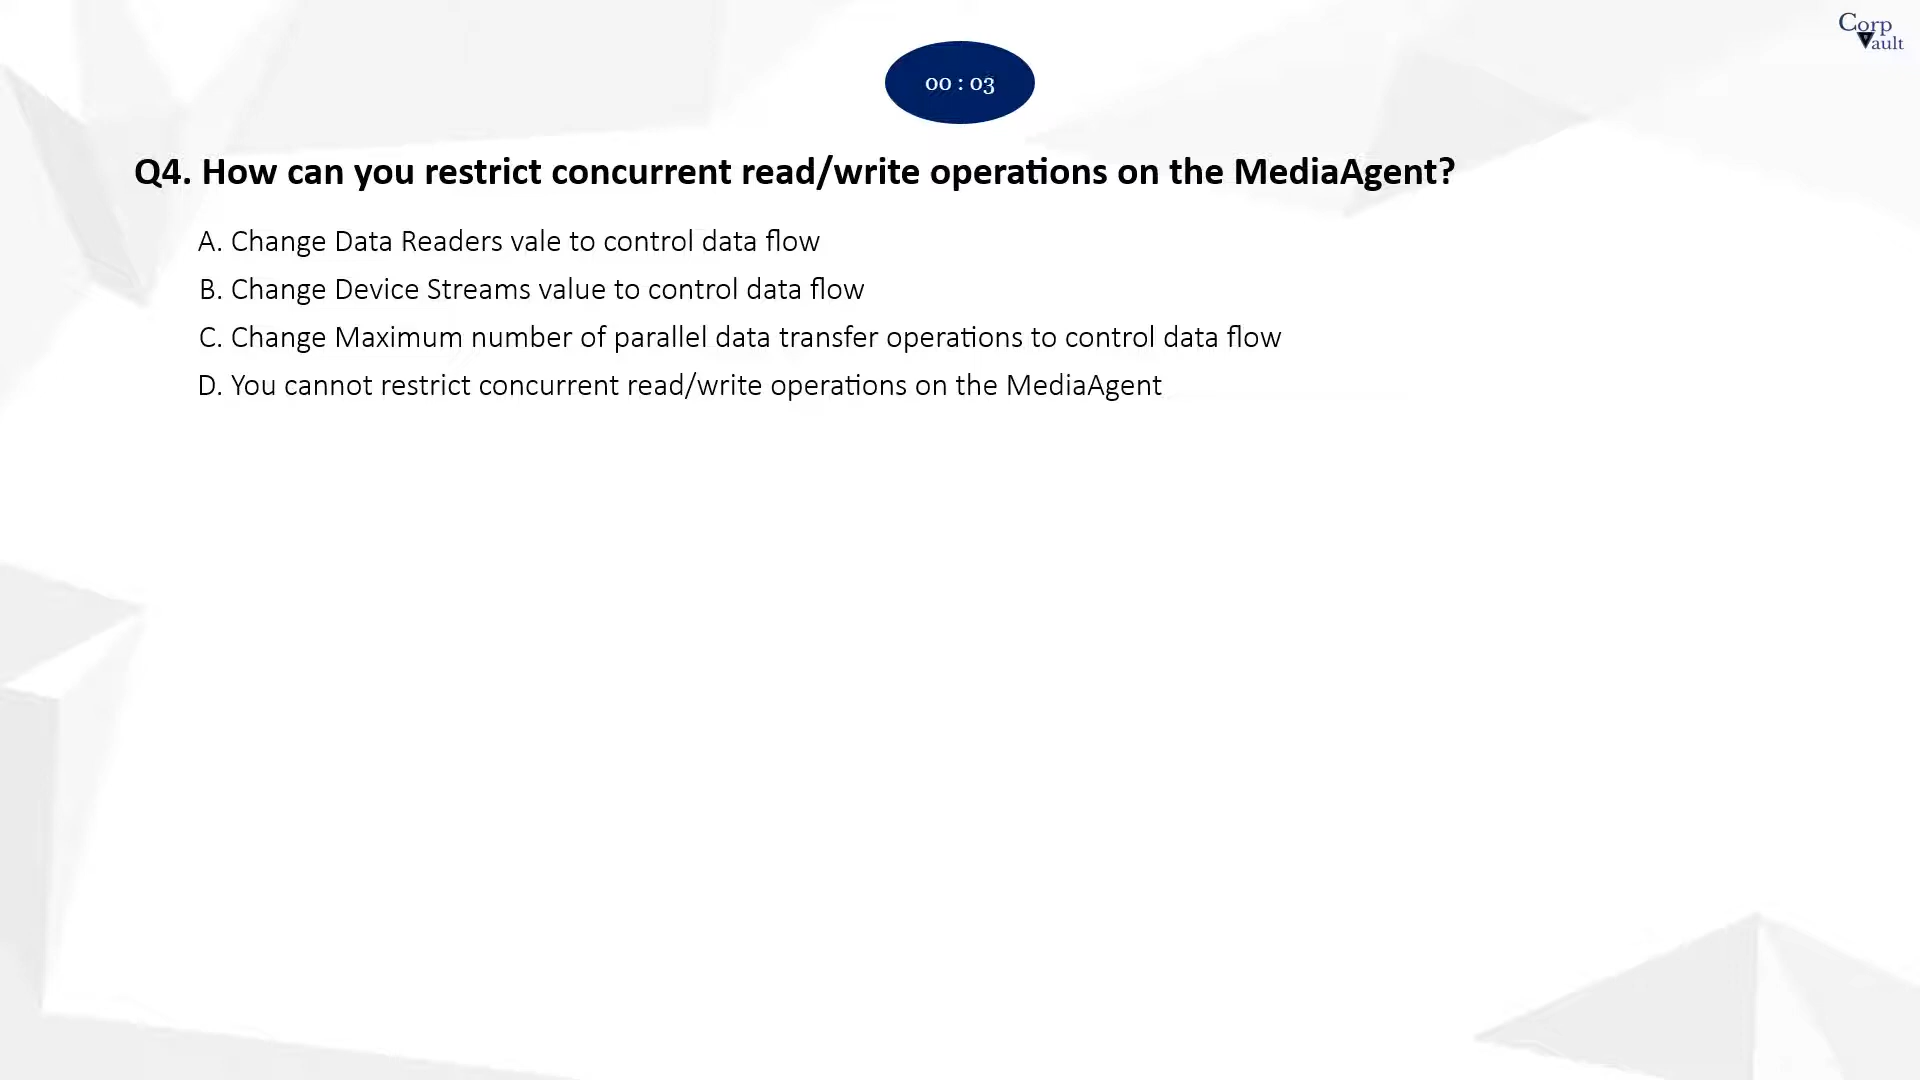 Corp
Vault
00 : 03
Q4. How can you restrict concurrent read/write operations on the MediaAgent?
A. Change Data Readers vale to control data flow
B. Change Device Streams value to control data flow
C. Change Maximum number of parallel data transfer operations to control data flow
D. You cannot restrict concurrent read/write operations on the MediaAgent